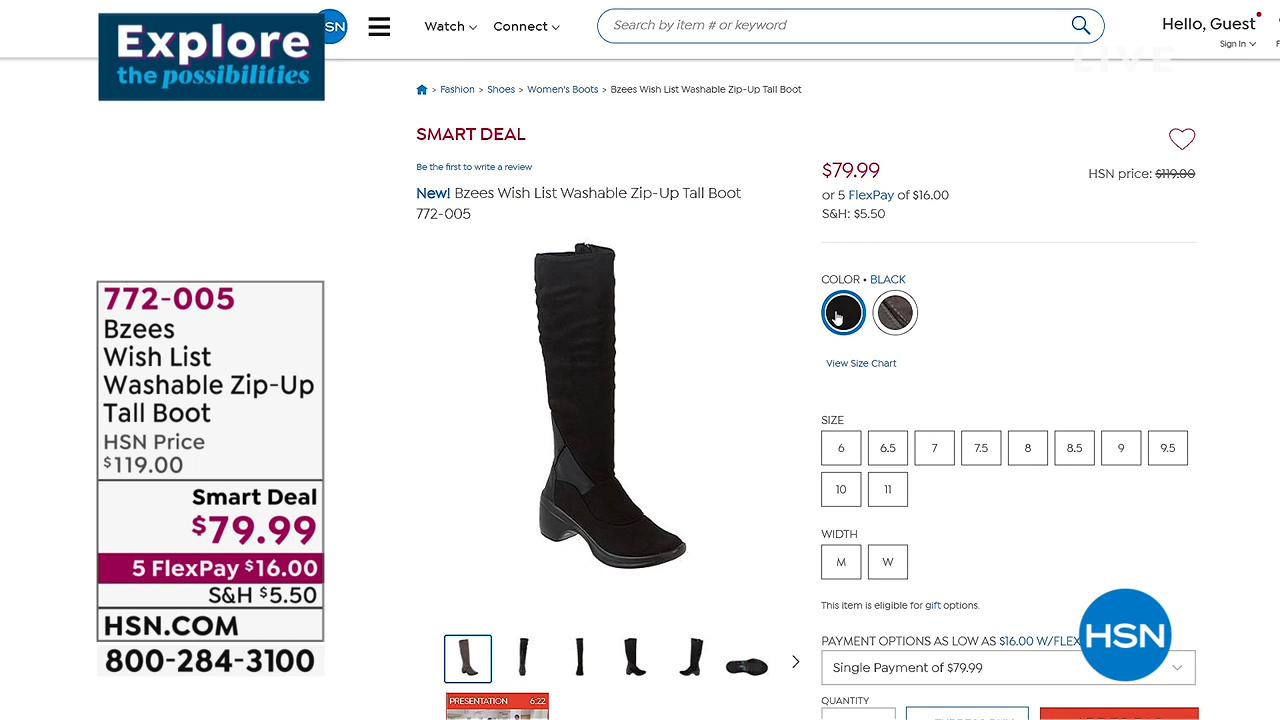 Explore
the possibilities
HSN
Watch
Connect
Search by item # or keyword
Hello, Guest
Sign In
LIVE
> Fashion > Shoes > Women's Boots > Bzees Wish List Washable Zip-Up Tall Boot
SMART DEAL
Be the first to write a review
New! Bzees Wish List Washable Zip-Up Tall Boot
772-005
$79.99
HSN price: $119.00
or 5 FlexPay of $16.00
S&H: $5.50
COLOR • BLACK
View Size Chart
SIZE
6 6.5 7 7.5 8 8.5 9 9.5
10 11
WIDTH
M W
This item is eligible for gift options.
PAYMENT OPTIONS AS LOW AS $16.00 W/FLEX
Single Payment of $79.99
QUANTITY
HSN
PRESENTATION 6:22
772-005
Bzees
Wish List
Washable Zip-Up
Tall Boot
HSN Price
$119.00
Smart Deal
$79.99
5 FlexPay $16.00
S&H $5.50
HSN.COM
800-284-3100